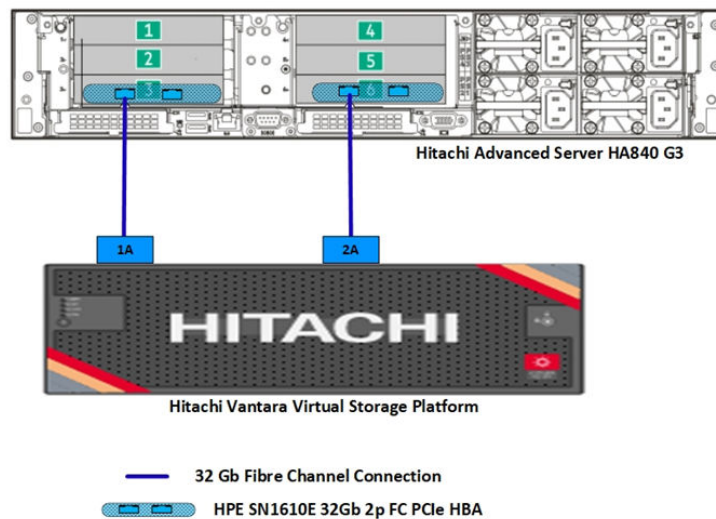 1
4
2
5
3
6
Hitachi Advanced Server HA840 G3
1A
2A
HITACHI
Hitachi Vantara Virtual Storage Platform
32 Gb Fibre Channel Connection
HPE SN1610E 32Gb 2p FC PCIe HBA